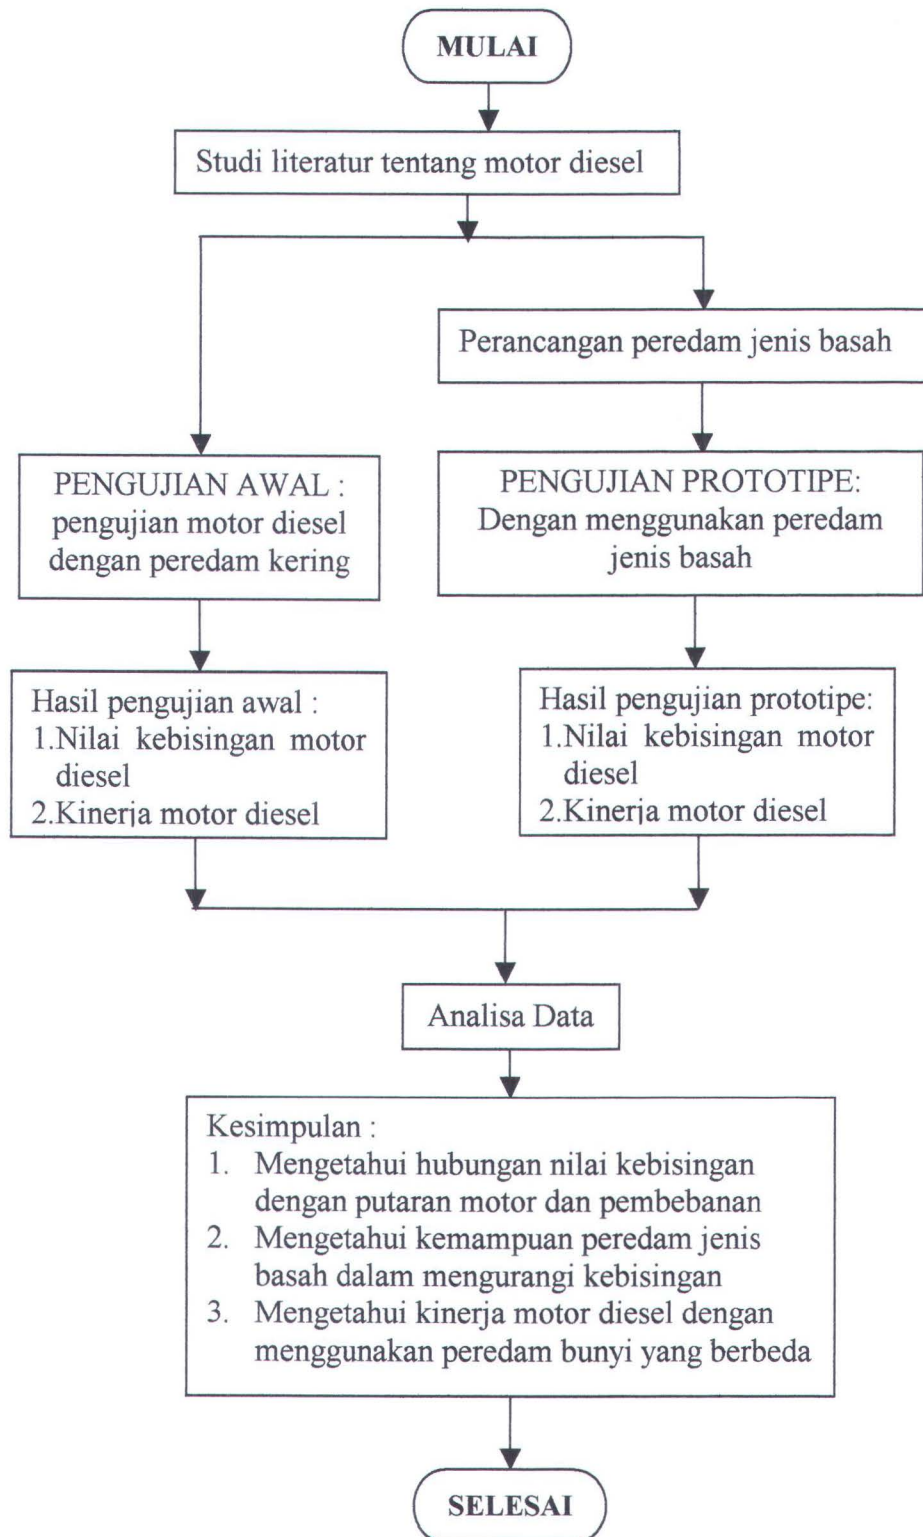 MULAI
Studi literatur tentang motor diesel
Perancangan peredam jenis basah
PENGUJIAN AWAL :
pengujian motor diesel
dengan peredam kering
PENGUJIAN PROTOTIPE:
Dengan menggunakan peredam
jenis basah
Hasil pengujian awal :
1.Nilai kebisingan motor
diesel
2.Kinerja motor diesel
Hasil pengujian prototipe:
1.Nilai kebisingan motor
diesel
2.Kinerja motor diesel
Analisa Data
Kesimpulan :
1. Mengetahui hubungan nilai kebisingan
dengan putaran motor dan pembebanan
2. Mengetahui kemampuan peredam jenis
basah dalam mengurangi kebisingan
3. Mengetahui kinerja motor diesel dengan
menggunakan peredam bunyi yang berbeda
SELESAI